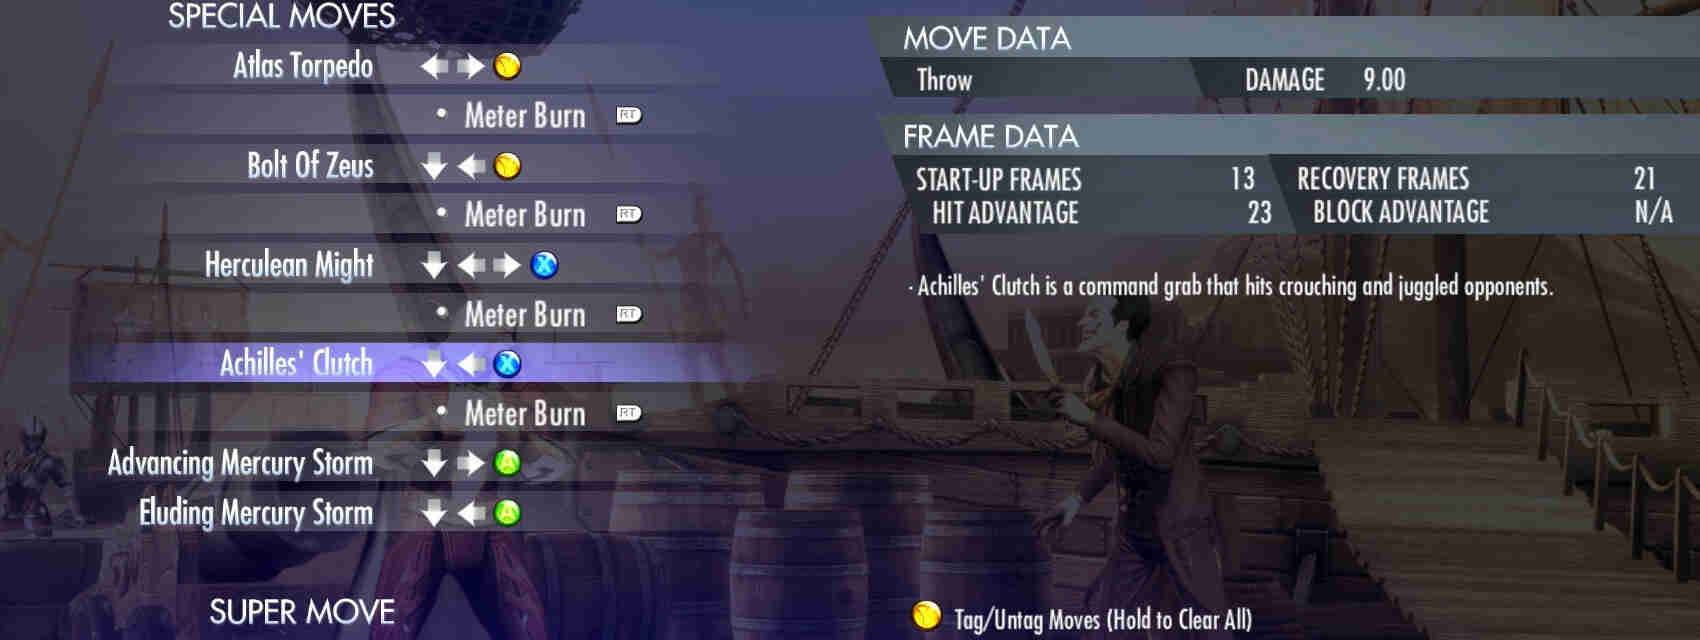 SPECIAL MOVES
Atlas Torpedo Y
• Meter Burn RT
Bolt Of Zeus Y
• Meter Burn RT
Herculean Might X
• Meter Burn RT
Achilles' Clutch X
• Meter Burn RT
Advancing Mercury Storm A
Eluding Mercury Storm A
SUPER MOVE
MOVE DATA
Throw DAMAGE 9.00
FRAME DATA
START-UP FRAMES 13 RECOVERY FRAMES 21
HIT ADVANTAGE 23 BLOCK ADVANTAGE N/A
· Achilles' Clutch is a command grab that hits crouching and juggled opponents.
Y Tag/Untag Moves (Hold to Clear All)